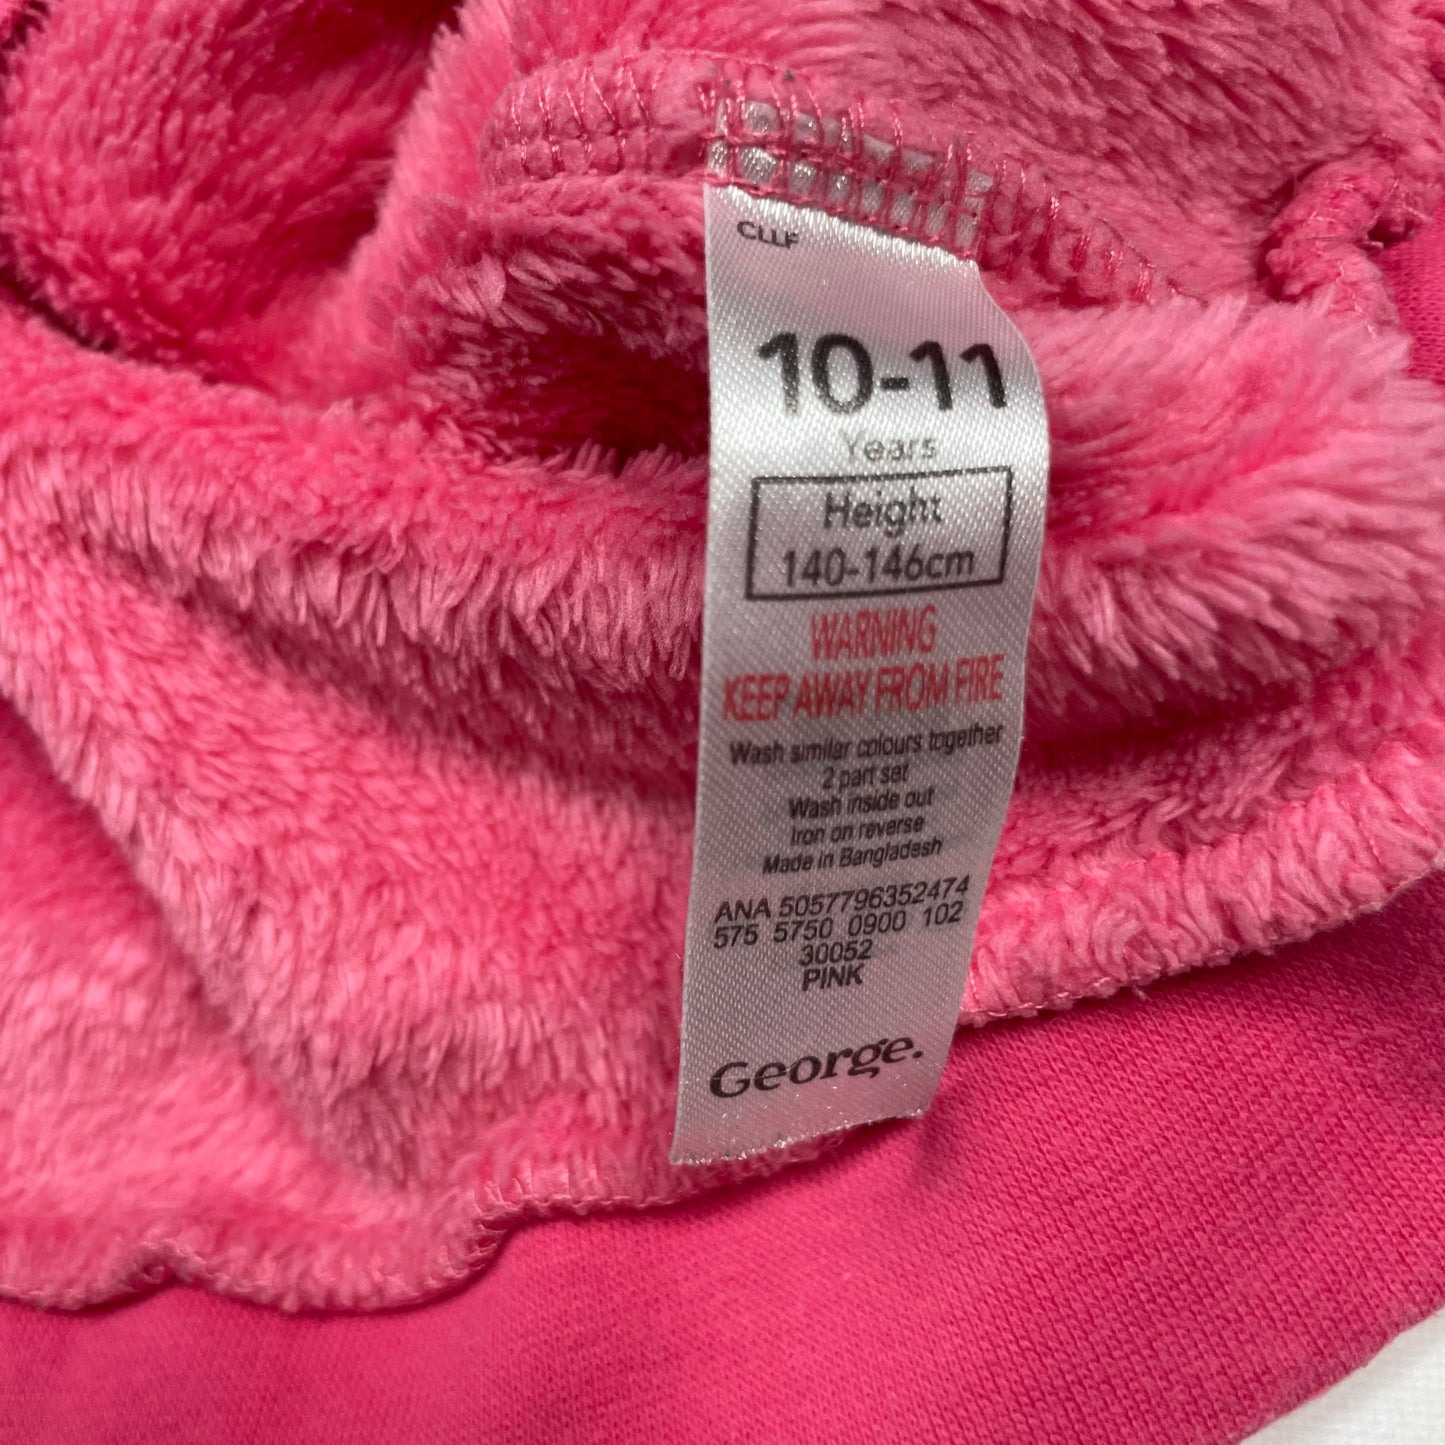 CLLF
10-11
Years
Height
140-146cm
WARNING
KEEP AWAY FROM FIRE
Wash similar colours together
2 part set
Wash inside out
Iron on reverse
Made in Bangladesh
ANA 5057796352474
575 5750 0900 102
30052
PINK
George.